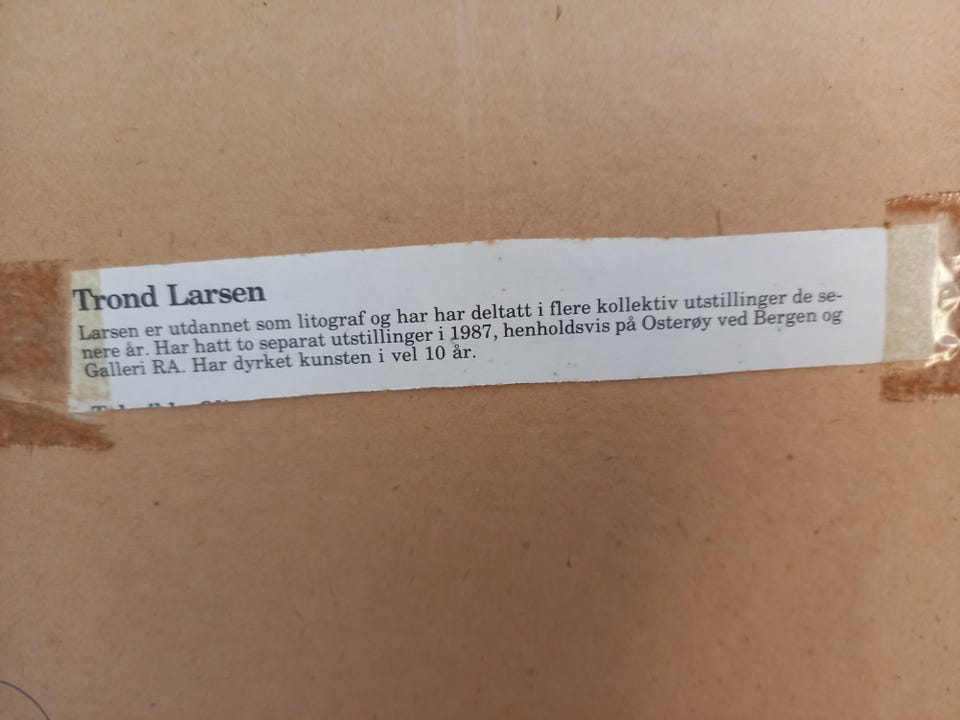 Trond Larsen
Larsen er utdannet som litograf og har har deltatt i flere kollektiv utstillinger de se-
nere år. Har hatt to separat utstillinger i 1987, henholdsvis på Osterøy ved Bergen og
Galleri RA. Har dyrket kunsten i vel 10 år.